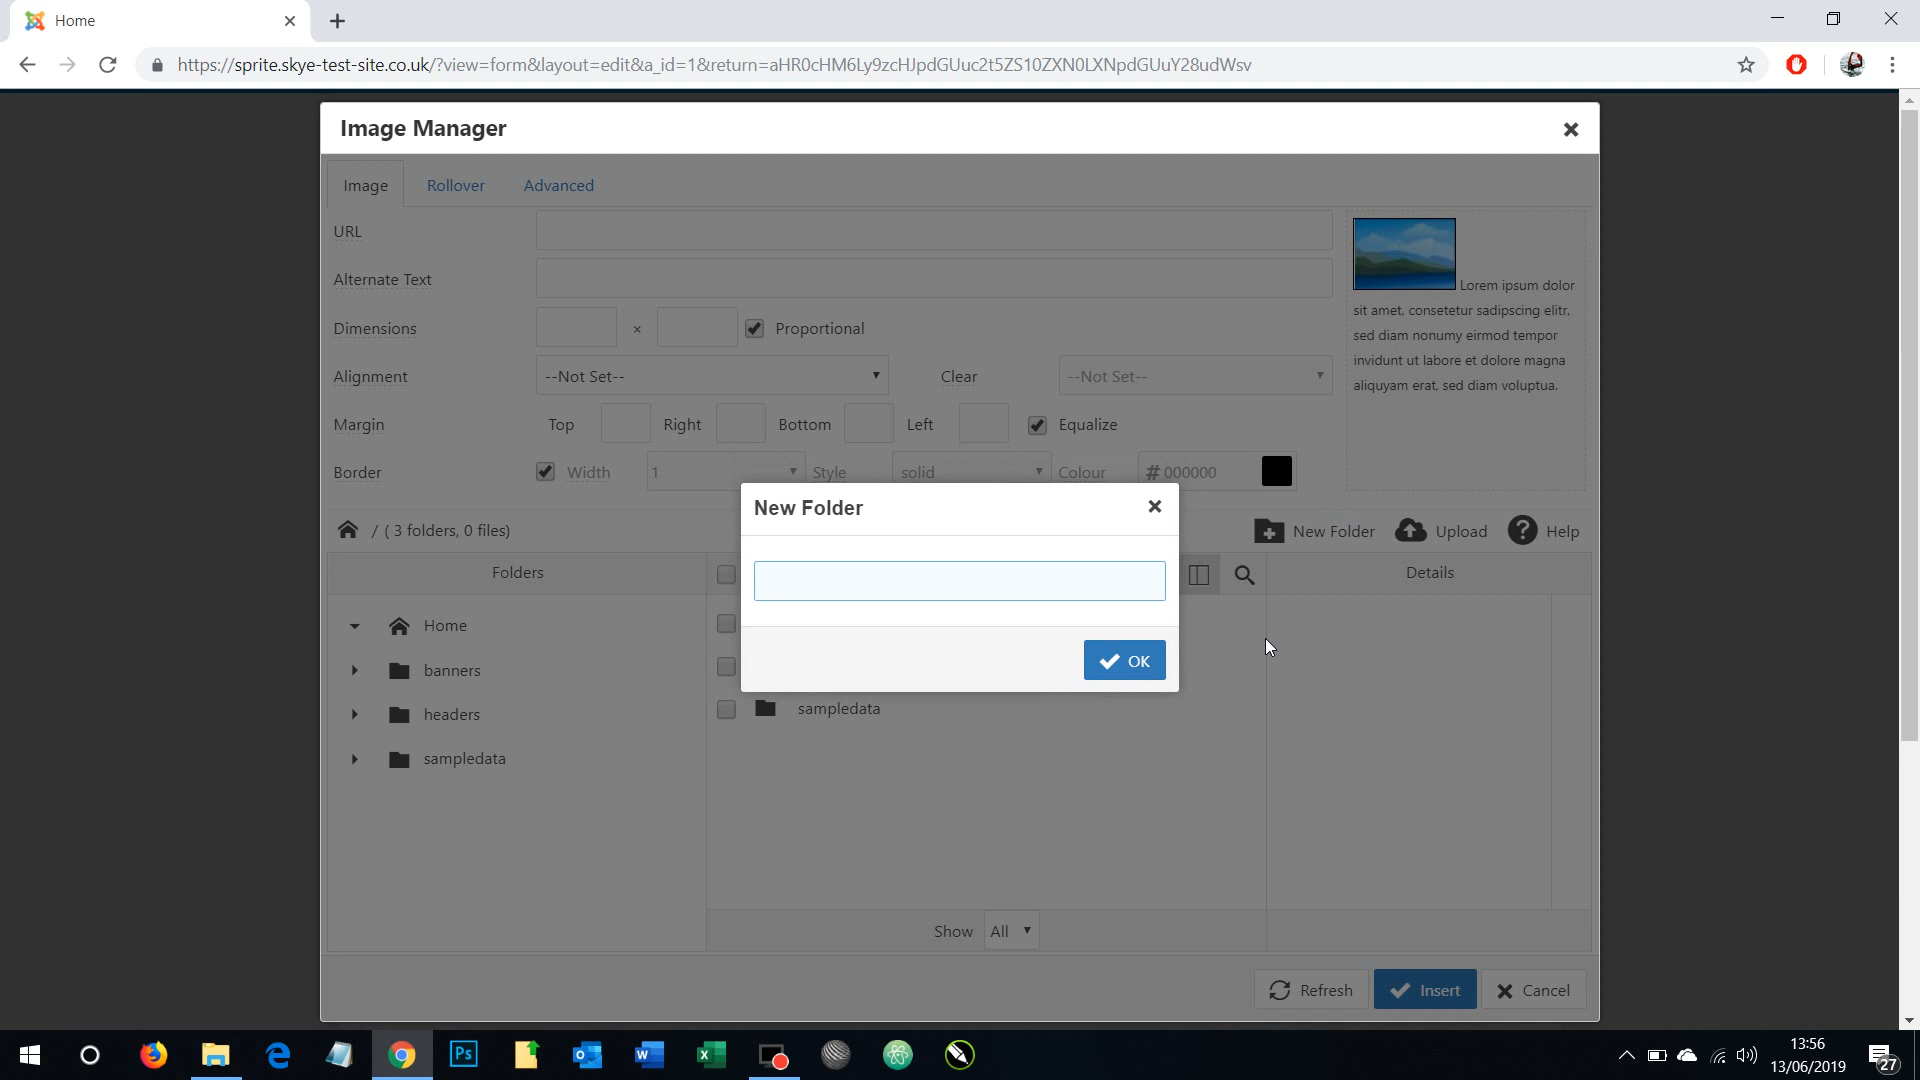 Home
https://sprite.skye-test-site.co.uk/?view=form&layout=edit&a_id=1&return=aHR0cHM6Ly9zcHJpdGUuc2t5ZS10ZXN0LXNpdGUuY28udWsv
Image Manager
Image Rollover Advanced
URL
Alternate Text
Dimensions × Proportional
Alignment --Not Set-- Clear --Not Set--
Margin Top Right Bottom Left Equalize
Border Width 1 Style solid Colour # 000000
Lorem ipsum dolor
sit amet, consetetur sadipscing elitr,
sed diam nonumy eirmod tempor
invidunt ut labore et dolore magna
aliquyam erat, sed diam voluptua.
/ ( 3 folders, 0 files) New Folder Upload Help
Folders Details
New Folder
OK
Home
banners
headers
sampledata
sampledata
Show All
Refresh Insert Cancel
Ps
13:56
13/06/2019
27